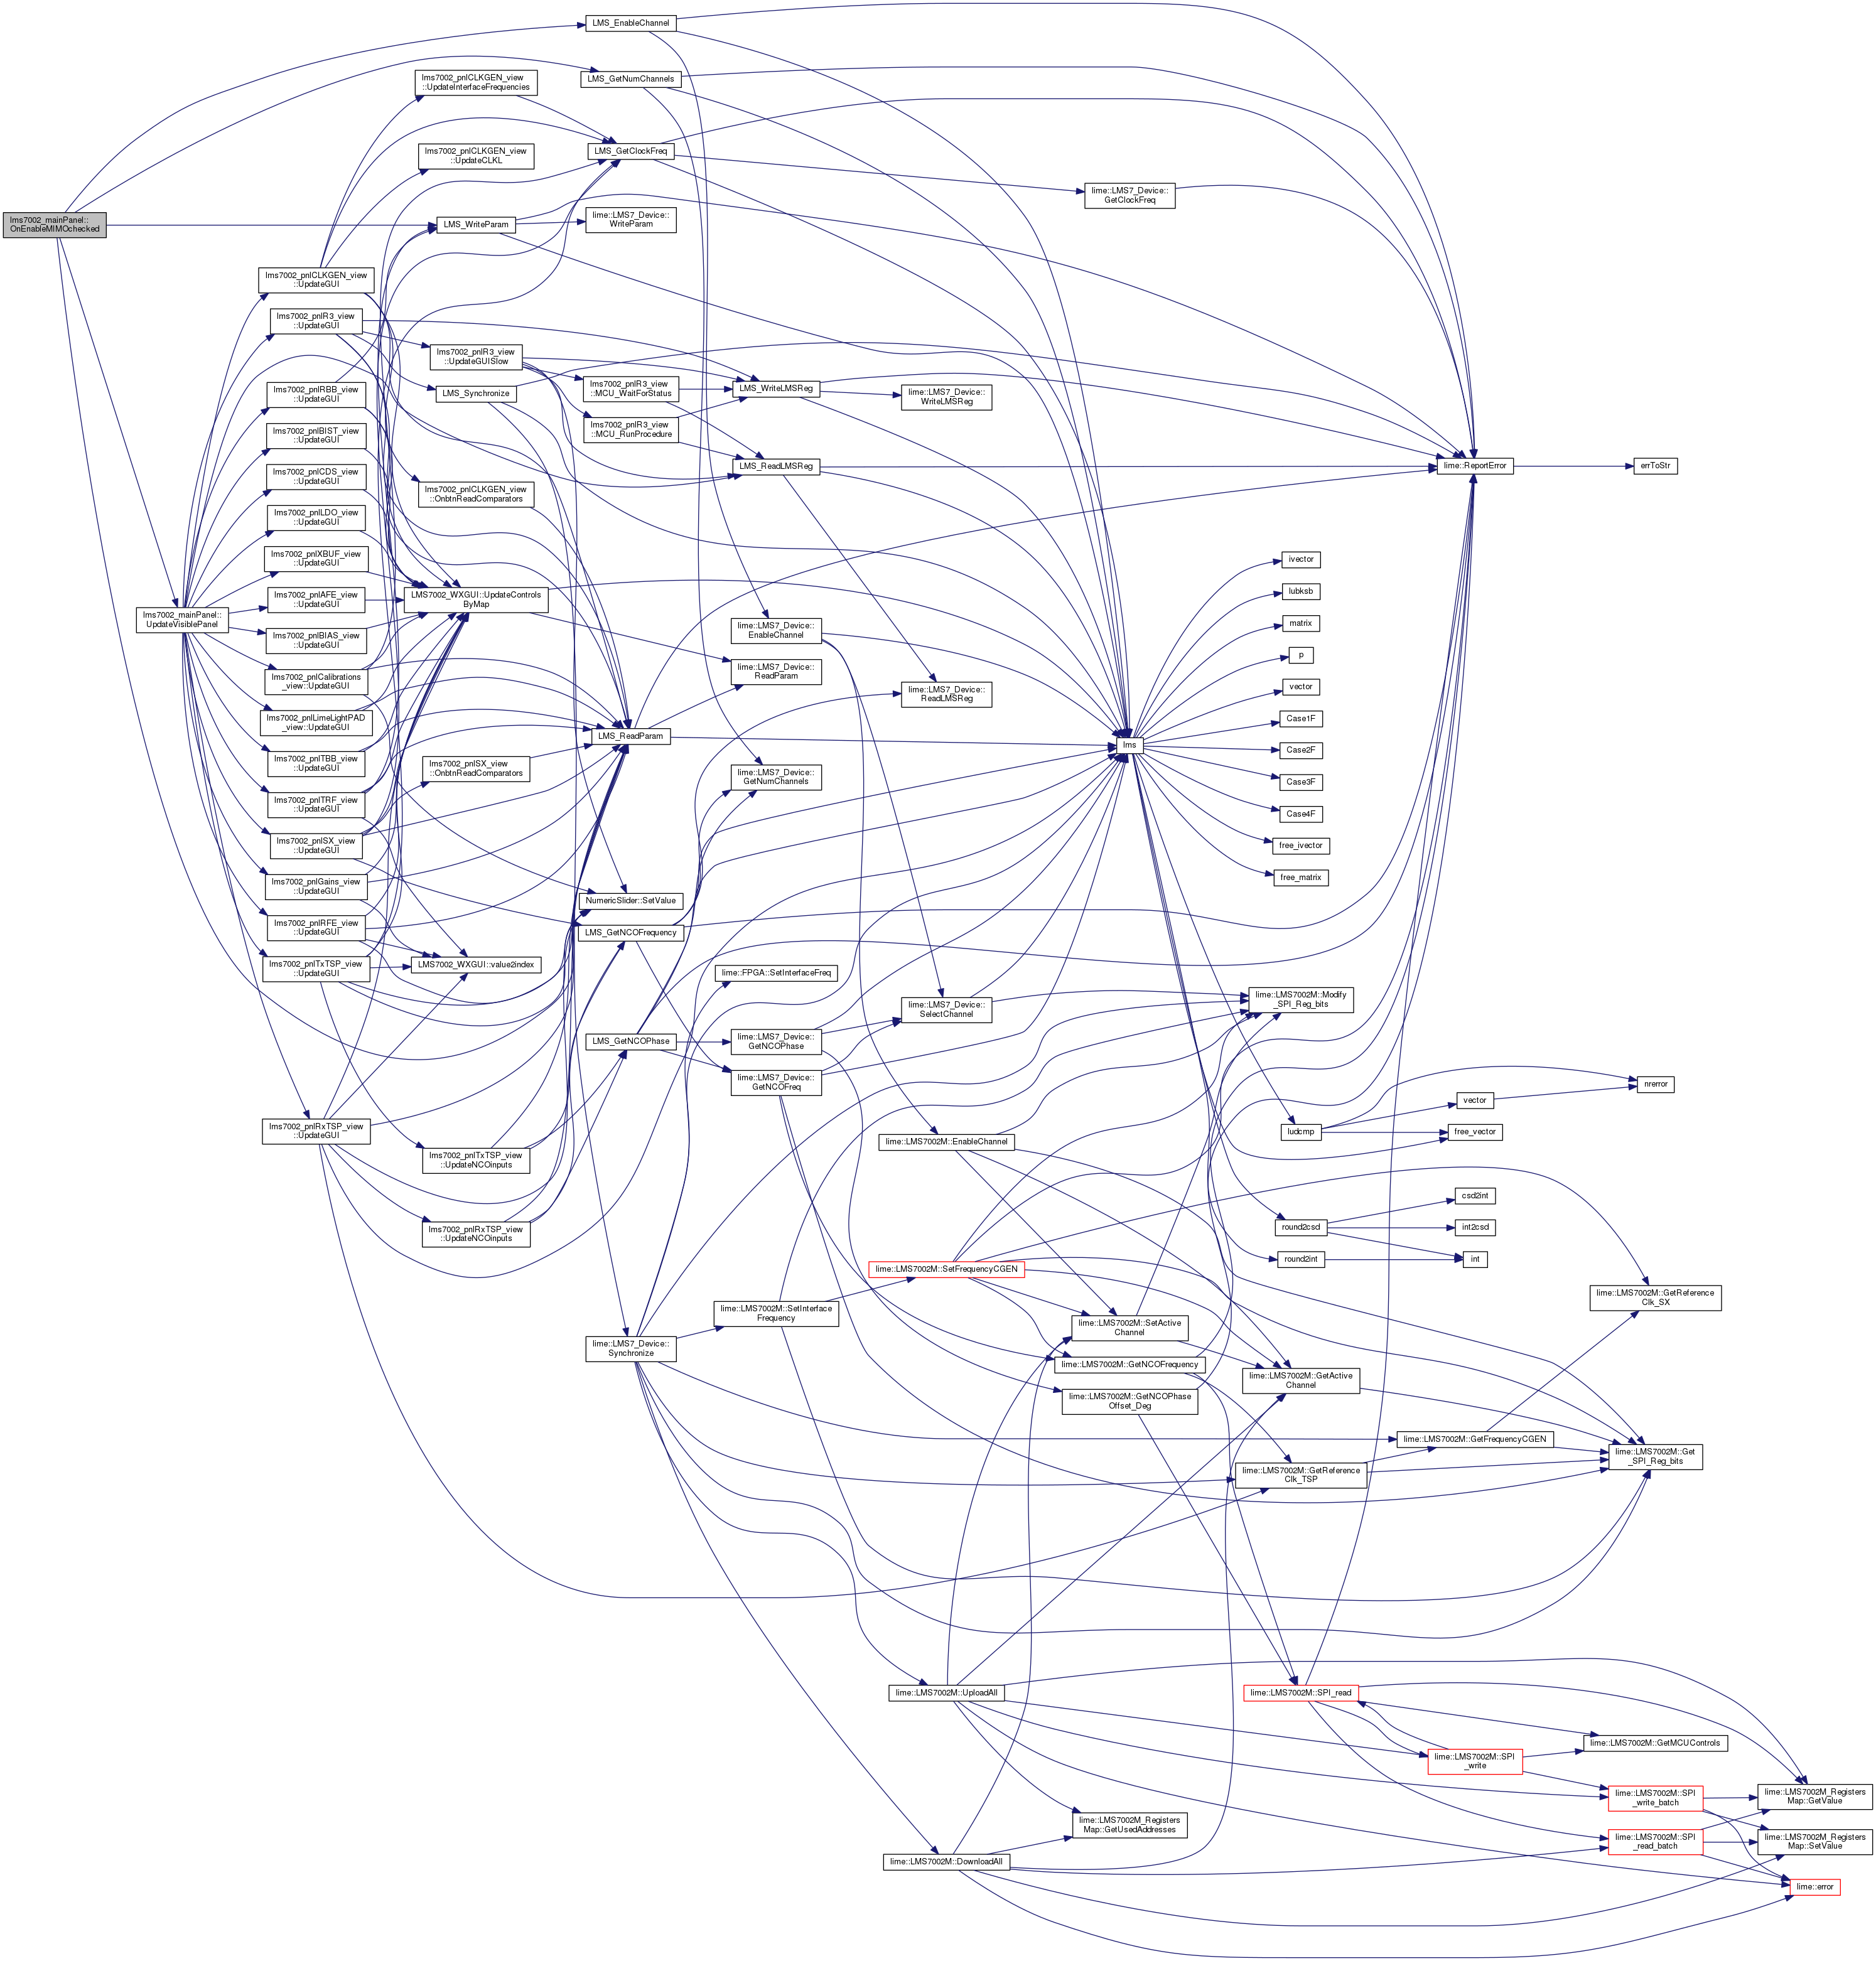 lms7002_mainPanel::
OnEnableMIMOchecked
LMS_EnableChannel
LMS_GetNumChannels
lms7002_pnlCLKGEN_view
::UpdateInterfaceFrequencies
lms7002_pnlCLKGEN_view
::UpdateCLKL
LMS_GetClockFreq
lime::LMS7_Device::
GetClockFreq
LMS_WriteParam
lime::LMS7_Device::
WriteParam
lms7002_pnlCLKGEN_view
::UpdateGUI
lms7002_pnlR3_view
::UpdateGUI
lms7002_pnlR3_view
::UpdateGUISlow
LMS_Synchronize
lms7002_pnlR3_view
::MCU_WaitForStatus
lms7002_pnlR3_view
::MCU_RunProcedure
LMS_WriteLMSReg
lime::LMS7_Device::
WriteLMSReg
LMS_ReadLMSReg
lime::ReportError
errToStr
lms7002_pnlRBB_view
::UpdateGUI
lms7002_pnlBIST_view
::UpdateGUI
lms7002_pnlCDS_view
::UpdateGUI
lms7002_pnlLDO_view
::UpdateGUI
lms7002_pnlXBUF_view
::UpdateGUI
lms7002_pnlAFE_view
::UpdateGUI
lms7002_pnlBIAS_view
::UpdateGUI
lms7002_pnlCalibrations
_view::UpdateGUI
lms7002_pnlLimeLightPAD
_view::UpdateGUI
lms7002_pnlTBB_view
::UpdateGUI
lms7002_pnlTRF_view
::UpdateGUI
lms7002_pnlSX_view
::UpdateGUI
lms7002_pnlGains_view
::UpdateGUI
lms7002_pnlRFE_view
::UpdateGUI
lms7002_pnlTxTSP_view
::UpdateGUI
lms7002_pnlRxTSP_view
::UpdateGUI
lms7002_mainPanel::
UpdateVisiblePanel
lms7002_pnlCLKGEN_view
::OnbtnReadComparators
LMS7002_WXGUI::UpdateControls
ByMap
lms7002_pnlSX_view
::OnbtnReadComparators
LMS7002_WXGUI::value2index
lms7002_pnlTxTSP_view
::UpdateNCOinputs
lms7002_pnlRxTSP_view
::UpdateNCOinputs
LMS_ReadParam
NumericSlider::SetValue
LMS_GetNCOFrequency
LMS_GetNCOPhase
lime::LMS7_Device::
Synchronize
lime::LMS7_Device::
EnableChannel
lime::LMS7_Device::
ReadParam
lime::LMS7_Device::
GetNumChannels
lime::FPGA::SetInterfaceFreq
lime::LMS7_Device::
GetNCOPhase
lime::LMS7_Device::
GetNCOFreq
lime::LMS7002M::SetInterface
Frequency
lime::LMS7_Device::
ReadLMSReg
lime::LMS7_Device::
SelectChannel
lime::LMS7002M::EnableChannel
lime::LMS7002M::SetFrequencyCGEN
lime::LMS7002M::UploadAll
lime::LMS7002M::DownloadAll
lms
lime::LMS7002M::SetActive
Channel
lime::LMS7002M::GetNCOFrequency
lime::LMS7002M::GetNCOPhase
Offset_Deg
lime::LMS7002M_Registers
Map::GetUsedAddresses
ivector
lubksb
matrix
p
vector
Case1F
Case2F
Case3F
Case4F
free_ivector
free_matrix
lime::LMS7002M::Modify
_SPI_Reg_bits
ludcmp
vector
nrerror
free_vector
round2csd
csd2int
int2csd
round2int
int
lime::LMS7002M::GetReference
Clk_SX
lime::LMS7002M::GetActive
Channel
lime::LMS7002M::GetFrequencyCGEN
lime::LMS7002M::GetReference
Clk_TSP
lime::LMS7002M::Get
_SPI_Reg_bits
lime::LMS7002M::SPI_read
lime::LMS7002M::SPI
_write
lime::LMS7002M::GetMCUControls
lime::LMS7002M::SPI
_write_batch
lime::LMS7002M::SPI
_read_batch
lime::LMS7002M_Registers
Map::GetValue
lime::LMS7002M_Registers
Map::SetValue
lime::error